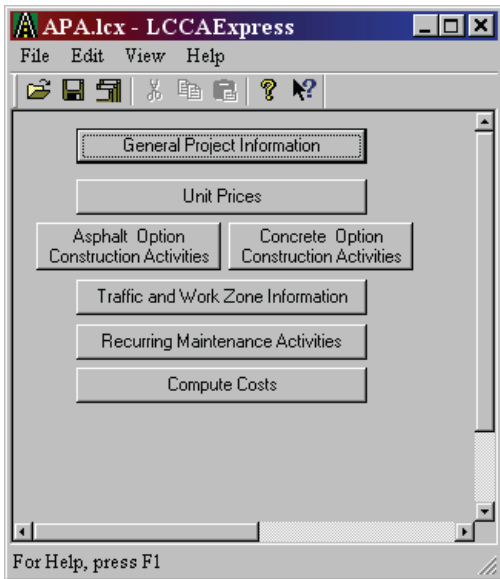 APA.lcx - LCCAExpress
File Edit View Help
General Project Information
Unit Prices
Asphalt Option
Construction Activities
Concrete Option
Construction Activities
Traffic and Work Zone Information
Recurring Maintenance Activities
Compute Costs
For Help, press F1